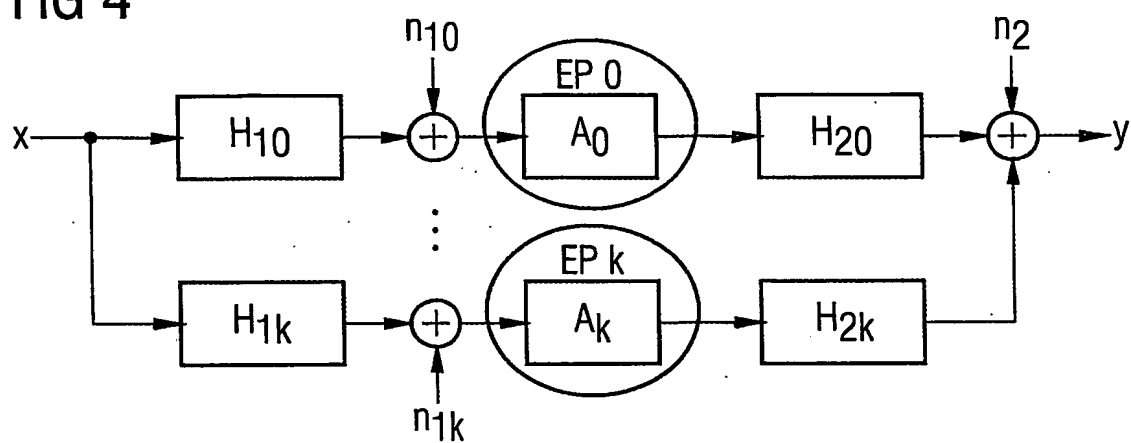 FIG 4
n10 n2
EP 0
x H10 + A0 H20 + y
EP k
H1k + Ak H2k
n1k